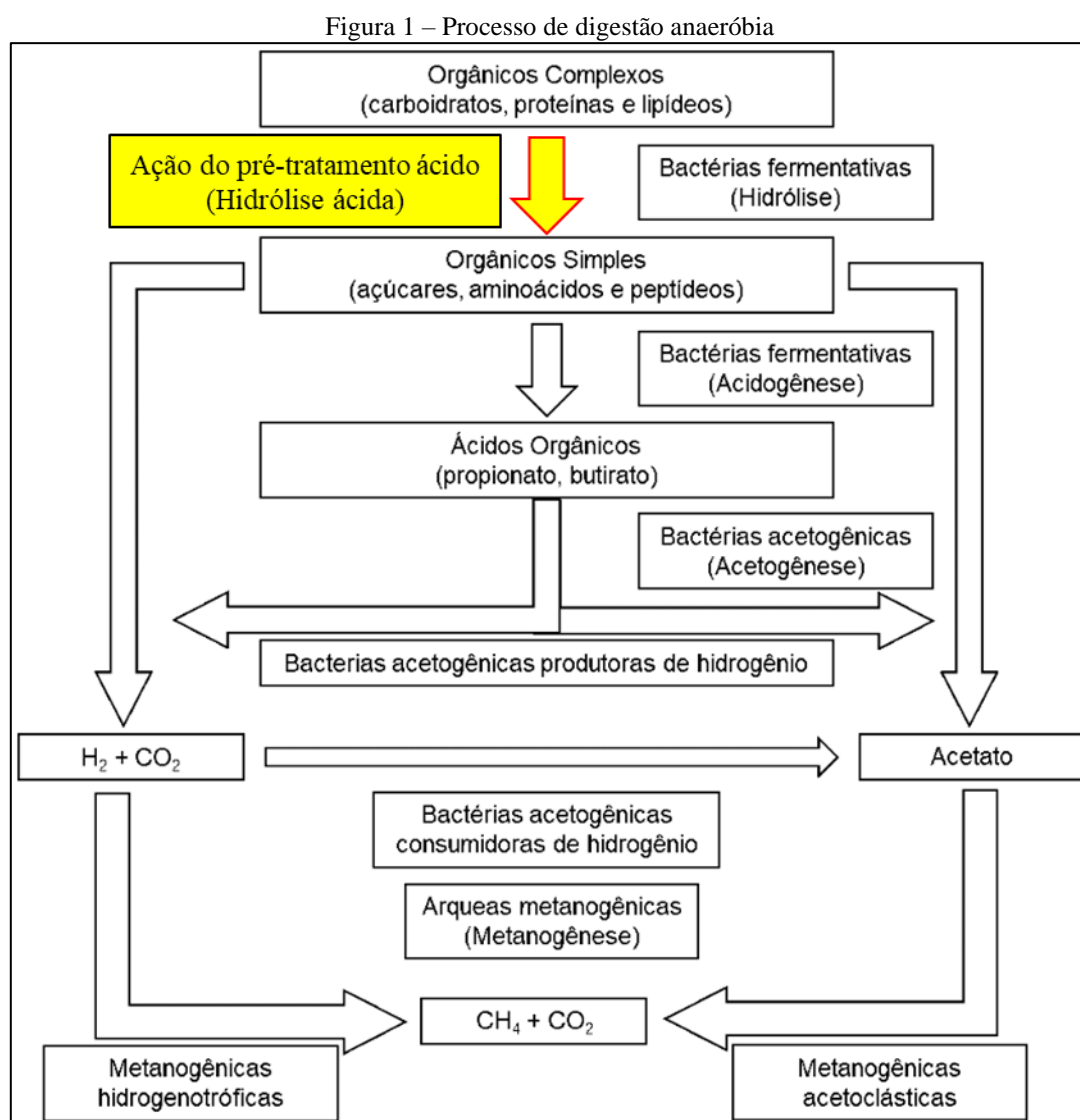 Figura 1 – Processo de digestão anaeróbia
Orgânicos Complexos
(carboidratos, proteínas e lipídeos)
Ação do pré-tratamento ácido
(Hidrólise ácida)
Bactérias fermentativas
(Hidrólise)
Orgânicos Simples
(açúcares, aminoácidos e peptídeos)
Bactérias fermentativas
(Acidogênese)
Ácidos Orgânicos
(propionato, butirato)
Bactérias acetogênicas
(Acetogênese)
Bacterias acetogênicas produtoras de hidrogênio
H₂ + CO₂
Acetato
Bactérias acetogênicas
consumidoras de hidrogênio
Arqueas metanogênicas
(Metanogênese)
CH₄ + CO₂
Metanogênicas
hidrogenotróficas
Metanogênicas
acetoclásticas